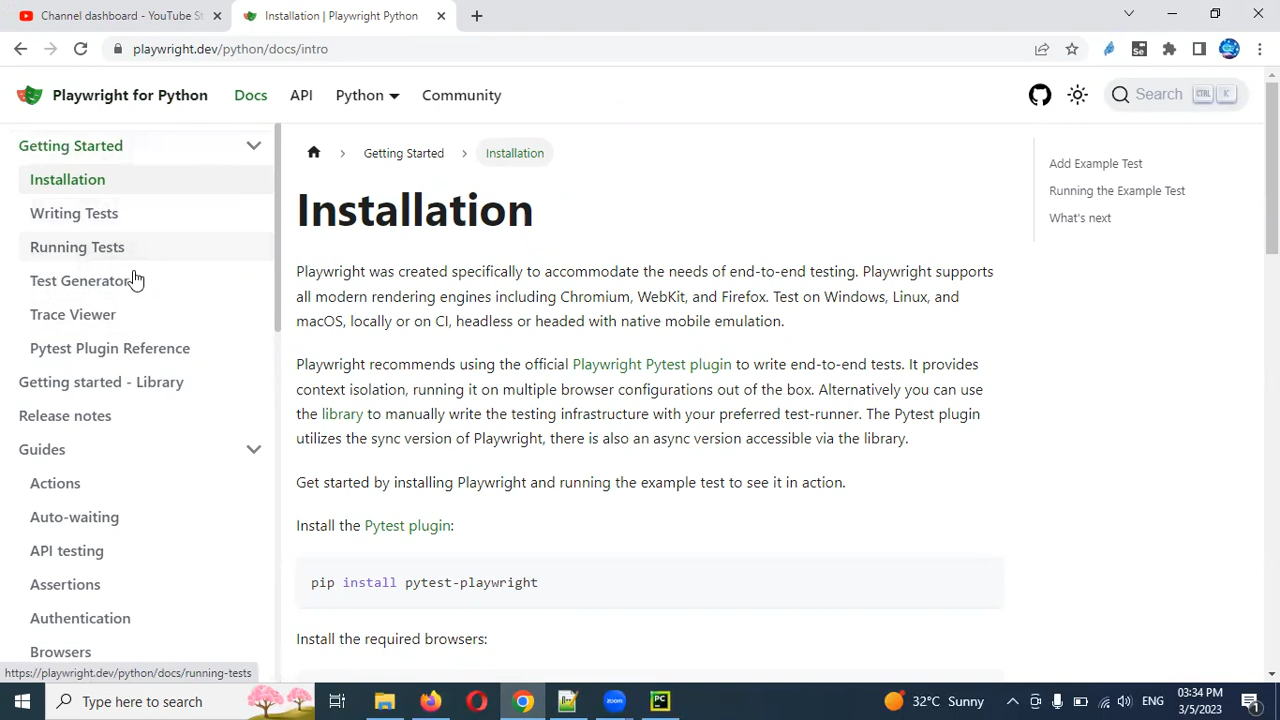 Channel dashboard - YouTube St
Installation | Playwright Python
playwright.dev/python/docs/intro
Se
Playwright for Python
Docs
API
Python
Community
Search
CTRL
K
Getting Started
Installation
Writing Tests
Running Tests
Test Generator
Trace Viewer
Pytest Plugin Reference
Getting started - Library
Release notes
Guides
Actions
Auto-waiting
API testing
Assertions
Authentication
Browsers
https://playwright.dev/python/docs/running-tests
Getting Started
Installation
Installation
Playwright was created specifically to accommodate the needs of end-to-end testing. Playwright supports
all modern rendering engines including Chromium, WebKit, and Firefox. Test on Windows, Linux, and
macOS, locally or on CI, headless or headed with native mobile emulation.
Playwright recommends using the official Playwright Pytest plugin to write end-to-end tests. It provides
context isolation, running it on multiple browser configurations out of the box. Alternatively you can use
the library to manually write the testing infrastructure with your preferred test-runner. The Pytest plugin
utilizes the sync version of Playwright, there is also an async version accessible via the library.
Get started by installing Playwright and running the example test to see it in action.
Install the Pytest plugin:
pip install pytest-playwright
Install the required browsers:
Add Example Test
Running the Example Test
What's next
Type here to search
zoom
PC
32°C Sunny
ENG
03:34 PM
3/5/2023
1